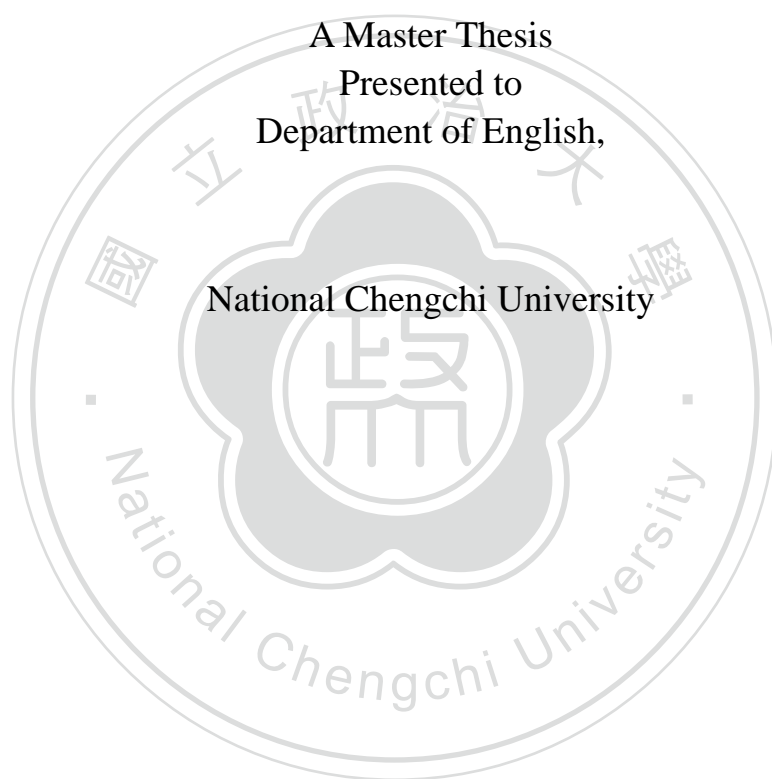 A Master Thesis
Presented to
Department of English,
National Chengchi University
國立政治大學
政
National Chengchi University